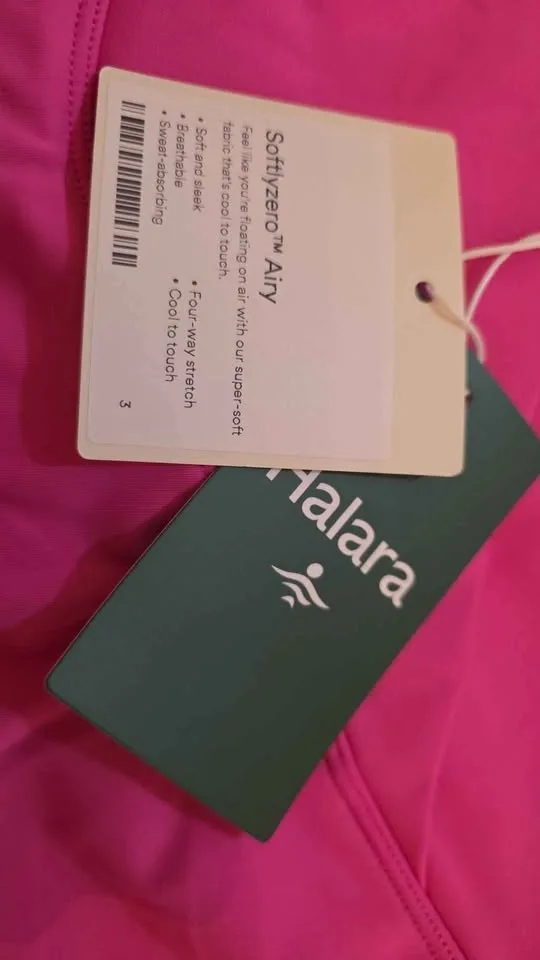 Softlyzero™ Airy
Feel like you're floating on air with our super-soft
fabric that's cool to touch.
• Soft and sleek
• Breathable
• Sweat-absorbing
• Four-way stretch
• Cool to touch
3
Halara